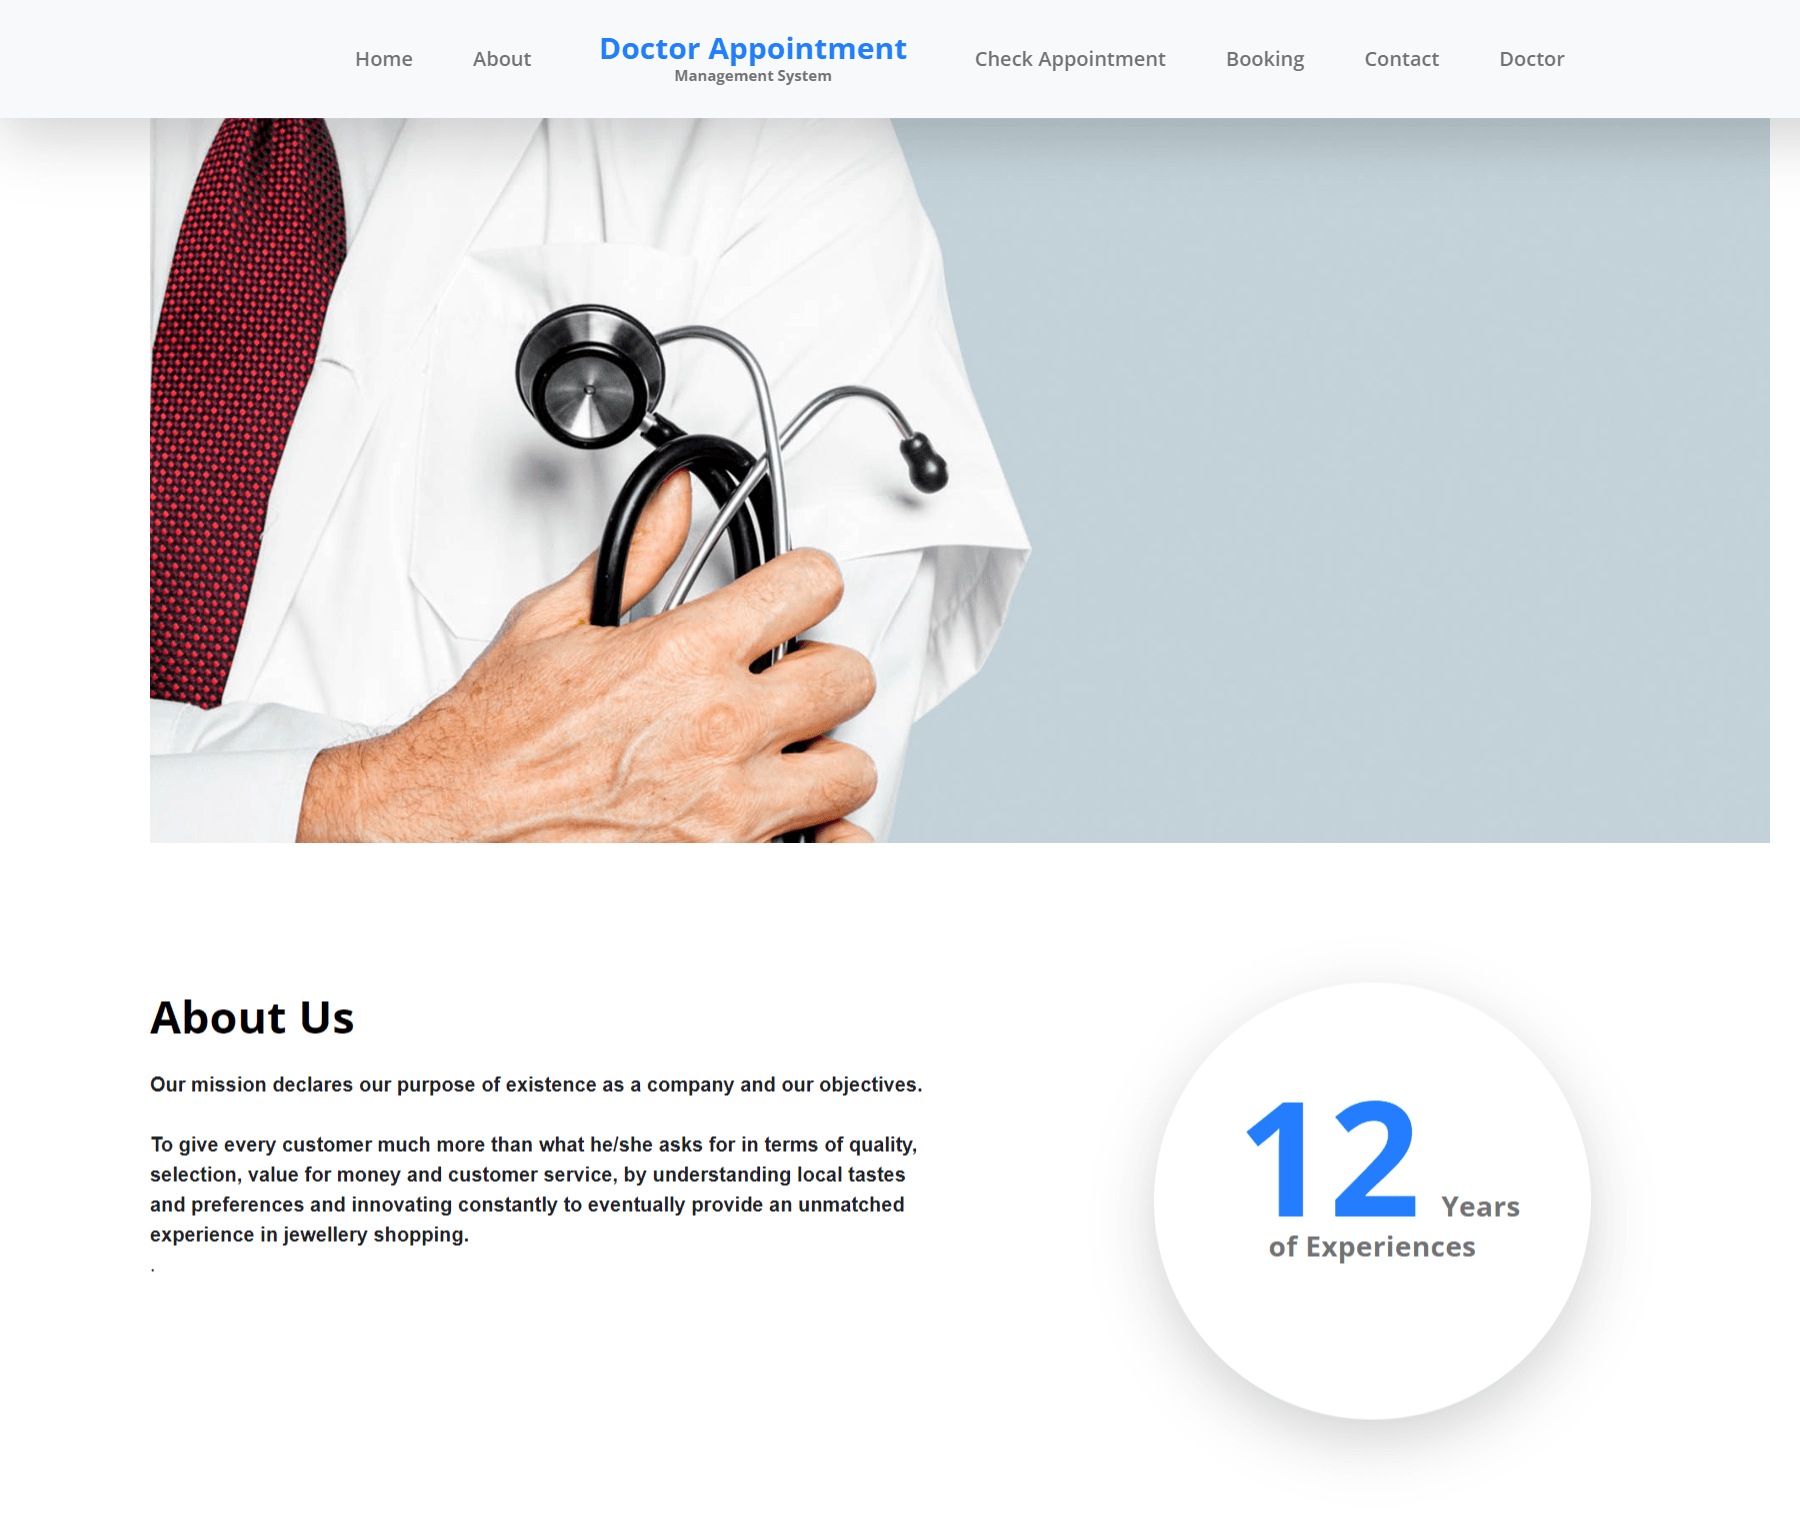 Home
About
Doctor Appointment
Management System
Check Appointment
Booking
Contact
Doctor
About Us
Our mission declares our purpose of existence as a company and our objectives.
To give every customer much more than what he/she asks for in terms of quality,
selection, value for money and customer service, by understanding local tastes
and preferences and innovating constantly to eventually provide an unmatched
experience in jewellery shopping.
.
12 Years
of Experiences